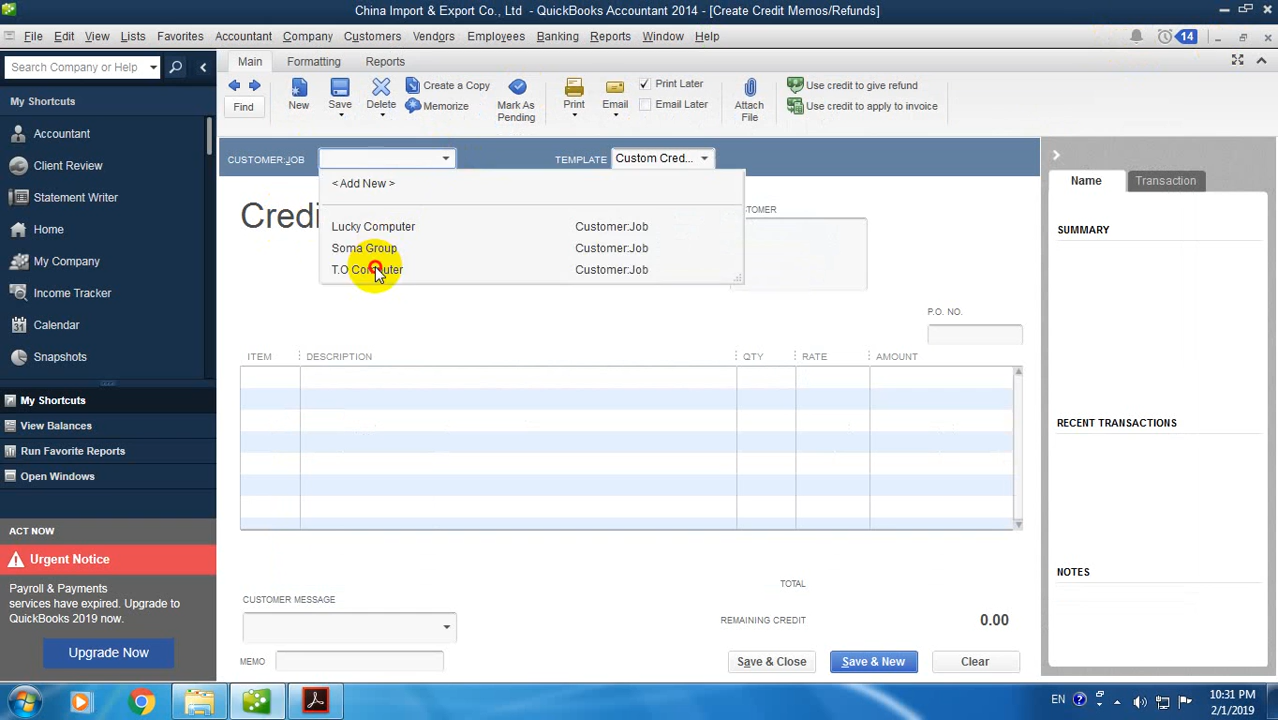 China Import & Export Co., Ltd - QuickBooks Accountant 2014 - [Create Credit Memos/Refunds]
File Edit View Lists Favorites Accountant Company Customers Vendors Employees Banking Reports Window Help
14
Search Company or Help
Main Formatting Reports
Find
New
Save
Delete
Create a Copy
Memorize
Mark As
Pending
Print
Email
Print Later
Email Later
Attach
File
Use credit to give refund
Use credit to apply to invoice
My Shortcuts
Accountant
Client Review
Statement Writer
Home
My Company
Income Tracker
Calendar
Snapshots
My Shortcuts
View Balances
Run Favorite Reports
Open Windows
ACT NOW
Urgent Notice
Payroll & Payments
services have expired. Upgrade to
QuickBooks 2019 now.
Upgrade Now
CUSTOMER:JOB
TEMPLATE Custom Cred...
< Add New >
Lucky Computer Customer:Job
Soma Group Customer:Job
T.O Computer Customer:Job
Credi
TOMER
P.O. NO.
ITEM DESCRIPTION QTY RATE AMOUNT
TOTAL
CUSTOMER MESSAGE
REMAINING CREDIT 0.00
MEMO
Save & Close Save & New Clear
Name Transaction
SUMMARY
RECENT TRANSACTIONS
NOTES
EN
10:31 PM
2/1/2019